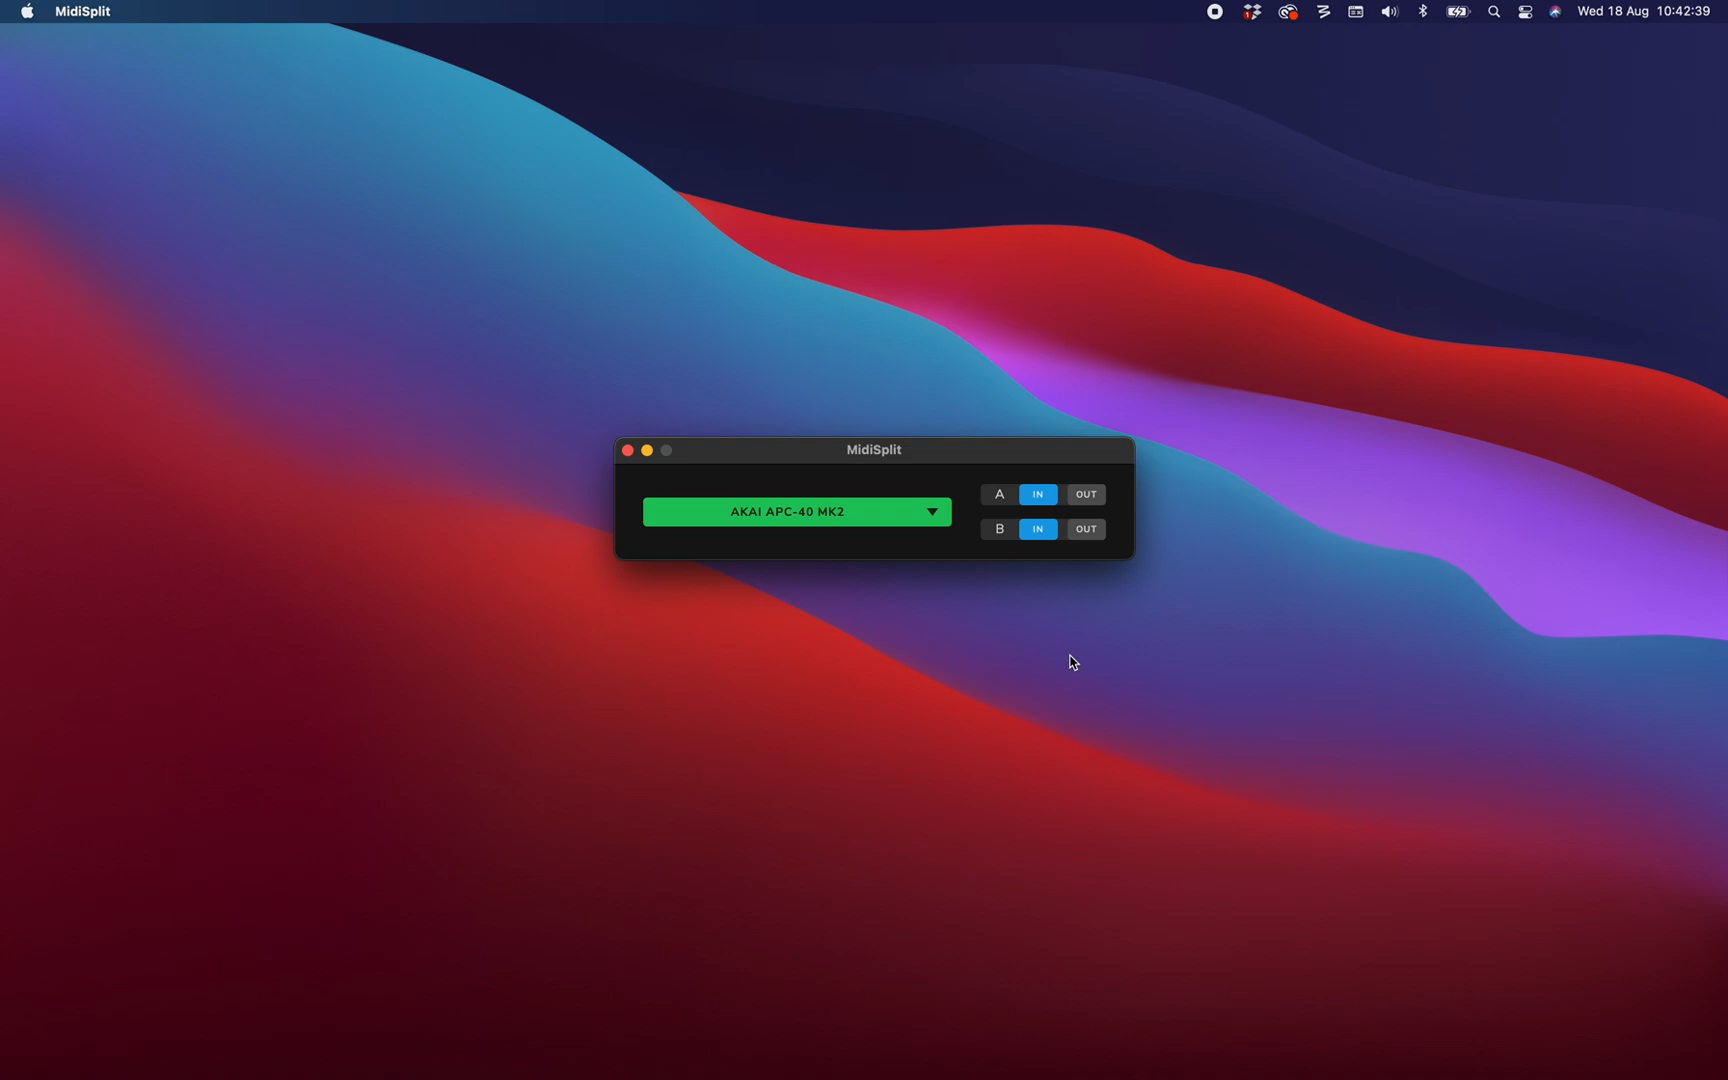 MidiSplit
Wed 18 Aug 10:42:39
MidiSplit
AKAI APC-40 MK2
A IN OUT
B IN OUT